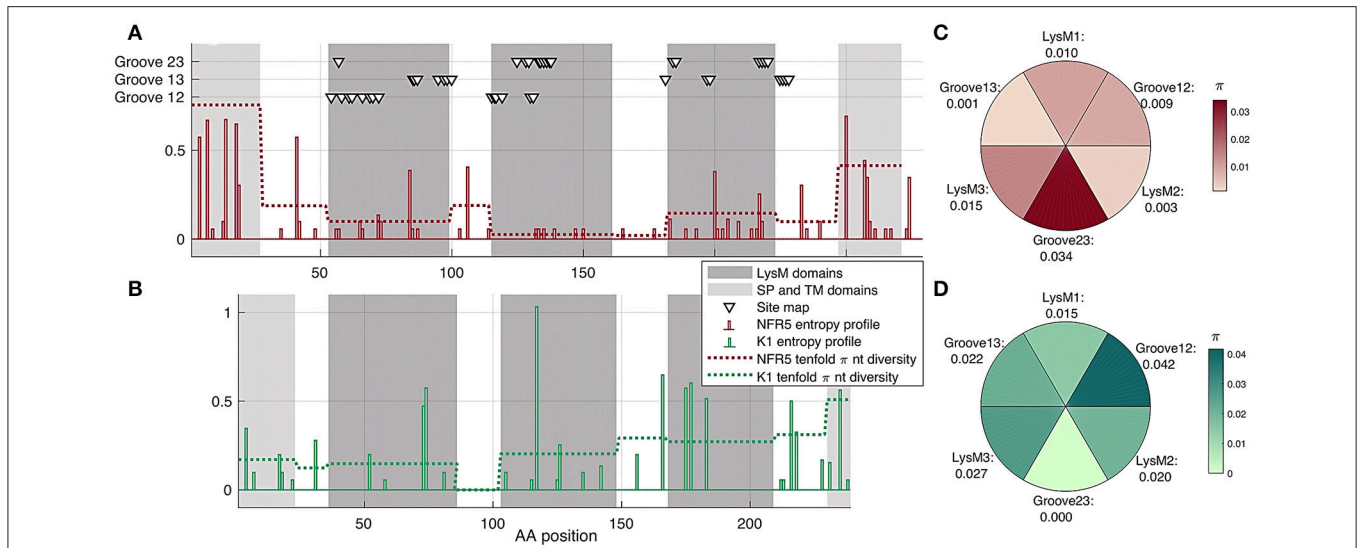 A
Groove 23
Groove 13
Groove 12
0.5
0
50
100
150
B
1
0.5
0
50
100
150
200
AA position
LysM domains
SP and TM domains
Site map
NFR5 entropy profile
K1 entropy profile
NFR5 tenfold π nt diversity
K1 tenfold π nt diversity
C
LysM1:
0.010
Groove13:
0.001
Groove12:
0.009
LysM3:
0.015
LysM2:
0.003
Groove23:
0.034
π
0.03
0.02
0.01
D
LysM1:
0.015
Groove13:
0.022
Groove12:
0.042
LysM3:
0.027
LysM2:
0.020
Groove23:
0.000
π
0.04
0.03
0.02
0.01
0